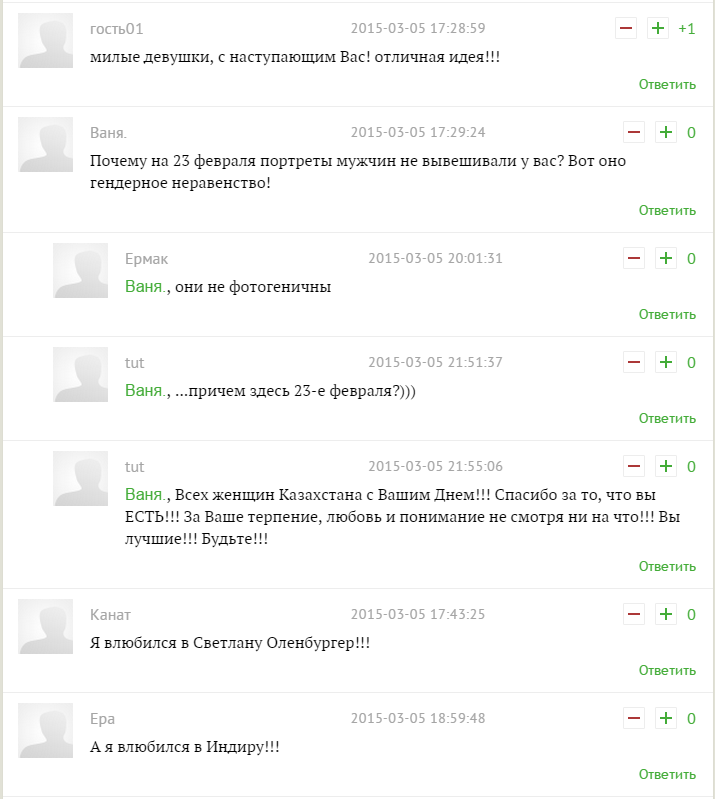 гость01 2015-03-05 17:28:59 +1
милые девушки, с наступающим Вас! отличная идея!!!
Ответить
Ваня. 2015-03-05 17:29:24 0
Почему на 23 февраля портреты мужчин не вывешивали у вас? Вот оно
гендерное неравенство!
Ответить
Ермак 2015-03-05 20:01:31 0
Ваня., они не фотогеничны
Ответить
tut 2015-03-05 21:51:37 0
Ваня., ...причем здесь 23-е февраля?)))
Ответить
tut 2015-03-05 21:55:06 0
Ваня., Всех женщин Казахстана с Вашим Днем!!! Спасибо за то, что вы
ЕСТЬ!!! За Ваше терпение, любовь и понимание не смотря ни на что!!! Вы
лучшие!!! Будьте!!!
Ответить
Канат 2015-03-05 17:43:25 0
Я влюбился в Светлану Оленбургер!!!
Ответить
Ера 2015-03-05 18:59:48 0
А я влюбился в Индиру!!!
Ответить